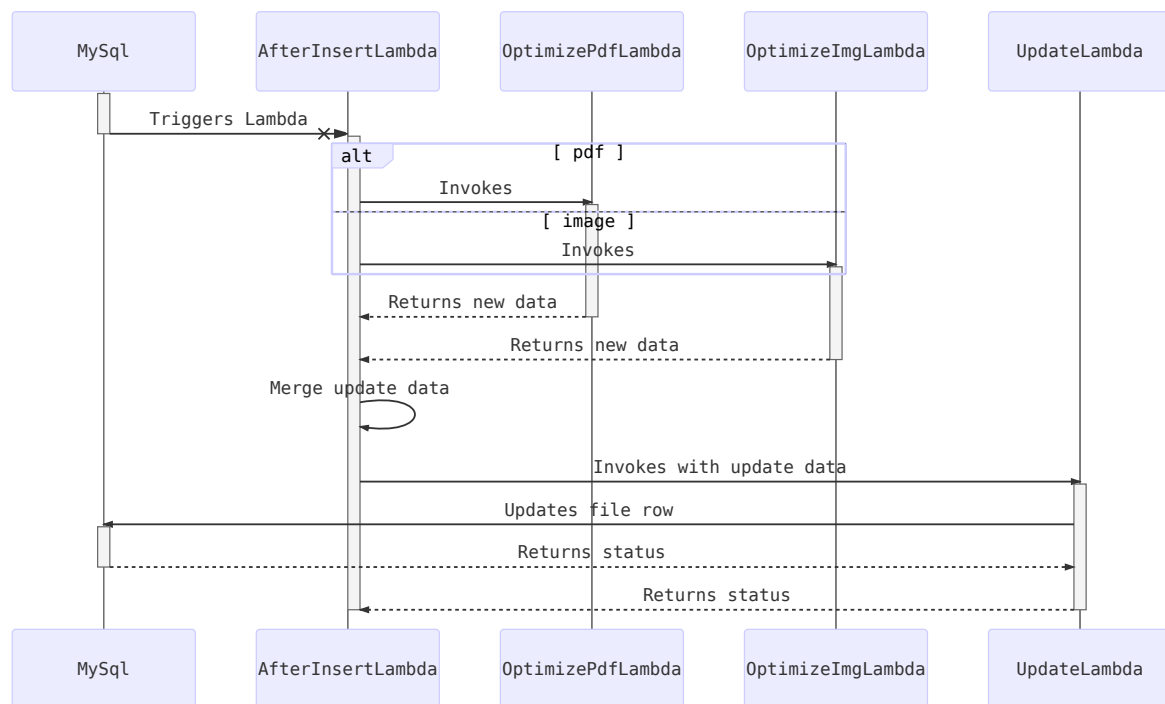 MySql
AfterInsertLambda
OptimizePdfLambda
OptimizeImgLambda
UpdateLambda
Triggers Lambda
alt
[ pdf ]
Invokes
[ image ]
Invokes
Returns new data
Returns new data
Merge update data
Invokes with update data
Updates file row
Returns status
Returns status
MySql
AfterInsertLambda
OptimizePdfLambda
OptimizeImgLambda
UpdateLambda